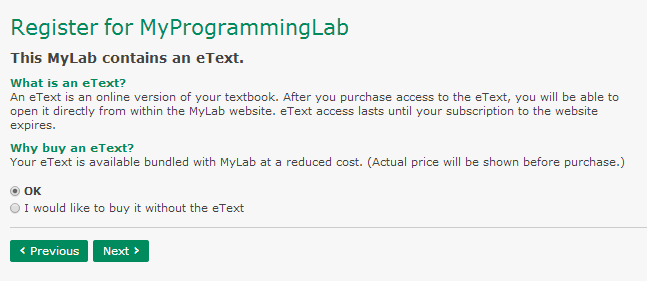 Register for MyProgrammingLab
This MyLab contains an eText.
What is an eText?
An eText is an online version of your textbook. After you purchase access to the eText, you will be able to
open it directly from within the MyLab website. eText access lasts until your subscription to the website
expires.
Why buy an eText?
Your eText is available bundled with MyLab at a reduced cost. (Actual price will be shown before purchase.)
OK
I would like to buy it without the eText
Previous Next